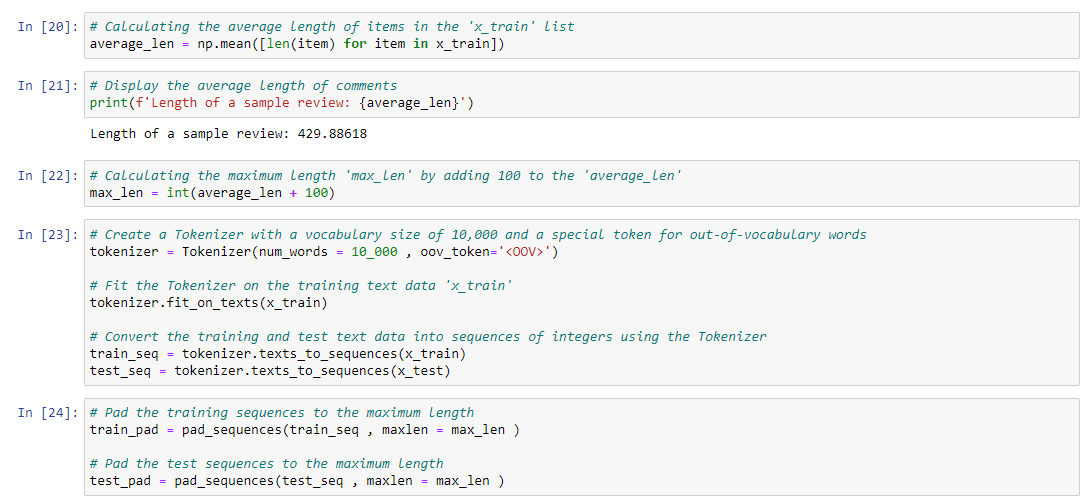 In [20]: # Calculating the average length of items in the 'x_train' list
average_len = np.mean([len(item) for item in x_train])
In [21]: # Display the average length of comments
print(f'Length of a sample review: {average_len}')
Length of a sample review: 429.88618
In [22]: # Calculating the maximum length 'max_len' by adding 100 to the 'average_len'
max_len = int(average_len + 100)
In [23]: # Create a Tokenizer with a vocabulary size of 10,000 and a special token for out-of-vocabulary words
tokenizer = Tokenizer(num_words = 10_000 , oov_token='<OOV>')
# Fit the Tokenizer on the training text data 'x_train'
tokenizer.fit_on_texts(x_train)
# Convert the training and test text data into sequences of integers using the Tokenizer
train_seq = tokenizer.texts_to_sequences(x_train)
test_seq = tokenizer.texts_to_sequences(x_test)
In [24]: # Pad the training sequences to the maximum length
train_pad = pad_sequences(train_seq , maxlen = max_len )
# Pad the test sequences to the maximum length
test_pad = pad_sequences(test_seq , maxlen = max_len )